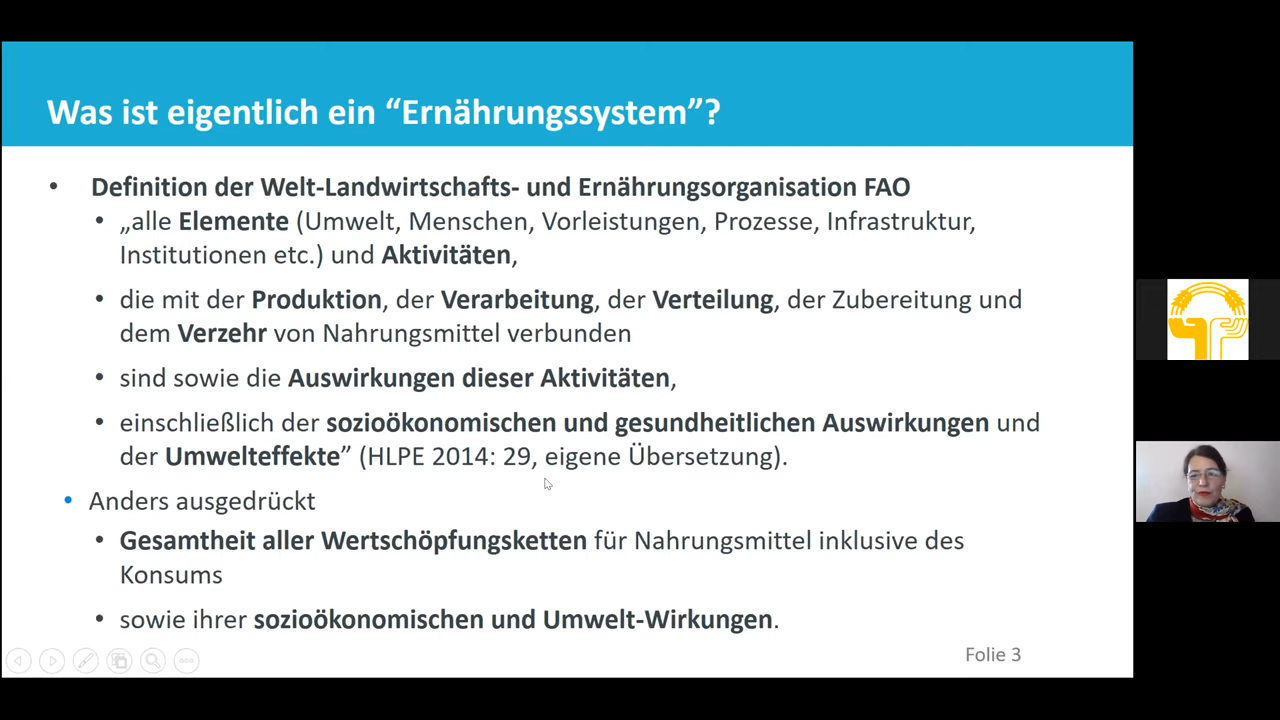 Was ist eigentlich ein “Ernährungssystem”?
• Definition der Welt-Landwirtschafts- und Ernährungsorganisation FAO
• „alle Elemente (Umwelt, Menschen, Vorleistungen, Prozesse, Infrastruktur,
Institutionen etc.) und Aktivitäten,
• die mit der Produktion, der Verarbeitung, der Verteilung, der Zubereitung und
dem Verzehr von Nahrungsmittel verbunden
• sind sowie die Auswirkungen dieser Aktivitäten,
• einschließlich der sozioökonomischen und gesundheitlichen Auswirkungen und
der Umwelteffekte” (HLPE 2014: 29, eigene Übersetzung).
• Anders ausgedrückt
• Gesamtheit aller Wertschöpfungsketten für Nahrungsmittel inklusive des
Konsums
• sowie ihrer sozioökonomischen und Umwelt-Wirkungen.
Folie 3